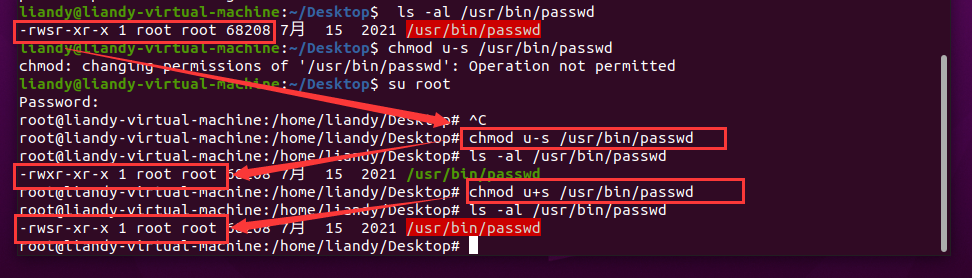 liandy@liandy-virtual-machine:~/Desktop$  ls -al /usr/bin/passwd
-rwsr-xr-x 1 root root 68208 7月  15  2021 /usr/bin/passwd
liandy@liandy-virtual-machine:~/Desktop$ chmod u-s /usr/bin/passwd
chmod: changing permissions of '/usr/bin/passwd': Operation not permitted
liandy@liandy-virtual-machine:~/Desktop$ su root
Password:
root@liandy-virtual-machine:/home/liandy/Desktop# ^C
root@liandy-virtual-machine:/home/liandy/Desktop# chmod u-s /usr/bin/passwd
root@liandy-virtual-machine:/home/liandy/Desktop# ls -al /usr/bin/passwd
-rwxr-xr-x 1 root root 68208 7月  15  2021 /usr/bin/passwd
root@liandy-virtual-machine:/home/liandy/Desktop# chmod u+s /usr/bin/passwd
root@liandy-virtual-machine:/home/liandy/Desktop# ls -al /usr/bin/passwd
-rwsr-xr-x 1 root root 68208 7月  15  2021 /usr/bin/passwd
root@liandy-virtual-machine:/home/liandy/Desktop#